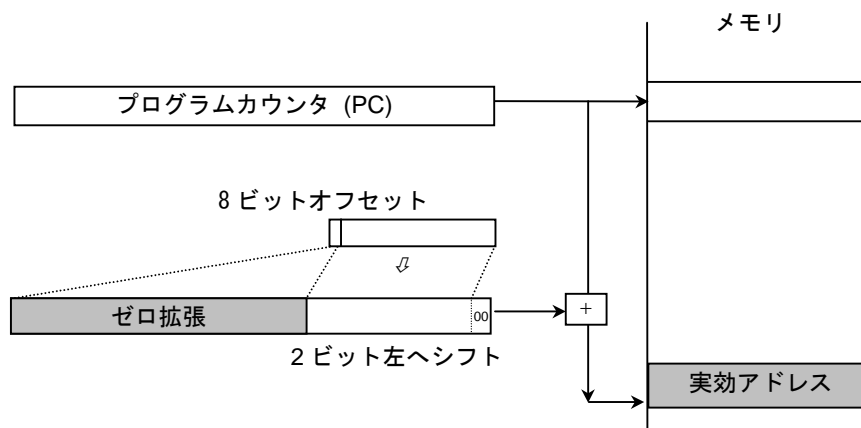 メモリ
プログラムカウンタ (PC)
8 ビットオフセット
⇩
ゼロ拡張
00
+
2 ビット左へシフト
実効アドレス